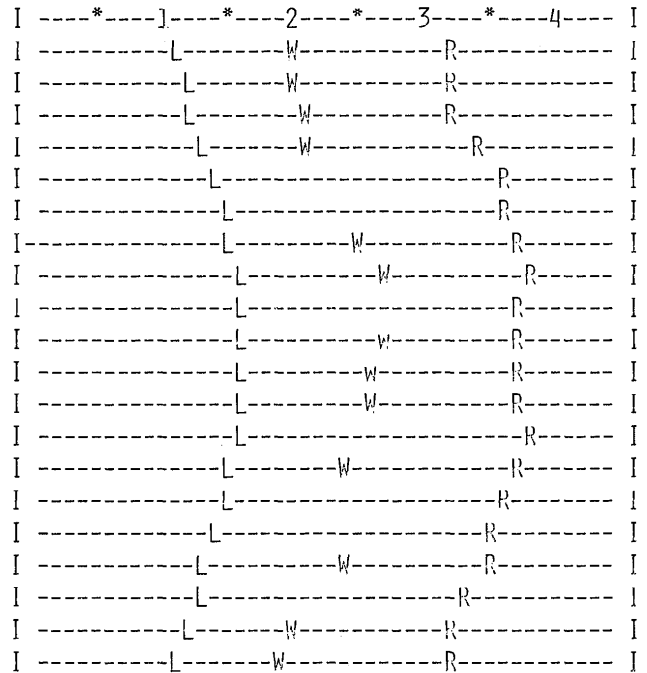 I ----*----1----*----2----*----3----*----4---- I
I ----------L--------W-----------R------------ I
I -----------L-------W-----------R------------ I
I -----------L--------W----------R------------ I
I ------------L-------W------------R---------- I
I -------------L---------------------R-------- I
I --------------L--------------------R-------- I
I---------------L---------W-----------R------- I
I ---------------L----------W----------R------ I
I ---------------L--------------------R------- I
I ---------------L----------W---------R------- I
I ---------------L---------W----------R------- I
I ---------------L---------W----------R------- I
I ---------------L---------------------R------ I
I --------------L--------W------------R------- I
I --------------L--------------------R-------- I
I -------------L--------------------R--------- I
I ------------L----------W----------R--------- I
I ------------L-------------------R----------- I
I -----------L-------W-----------R------------ I
I ----------L-------W------------R------------ I